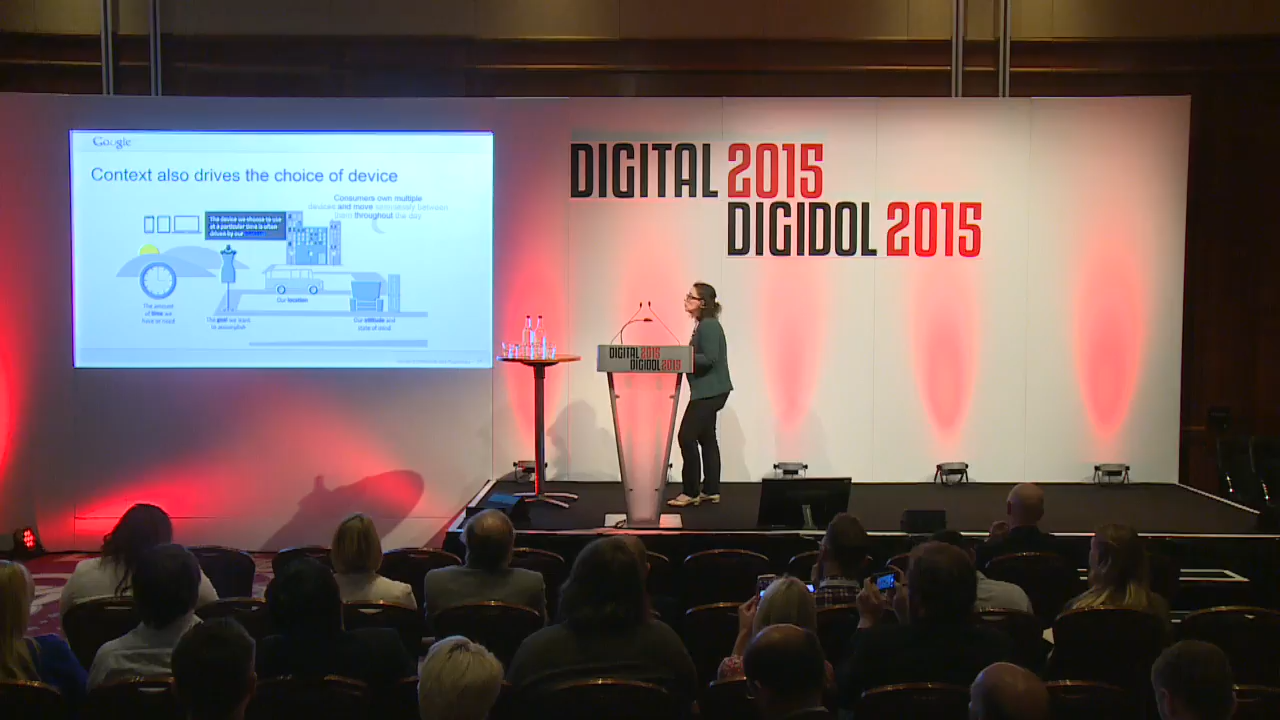 Google
Context also drives the choice of device
Consumers own multiple
devices and move seamlessly between
them throughout the day
The device we choose to use
at a particular time is often
driven by our
The amount
of time we
have or need
The goal we want
to accomplish
Our location
Our attitude and
state of mind
DIGITAL 2015
DIGIDOL 2015
DIGITAL 2015
DIGIDOL 2015